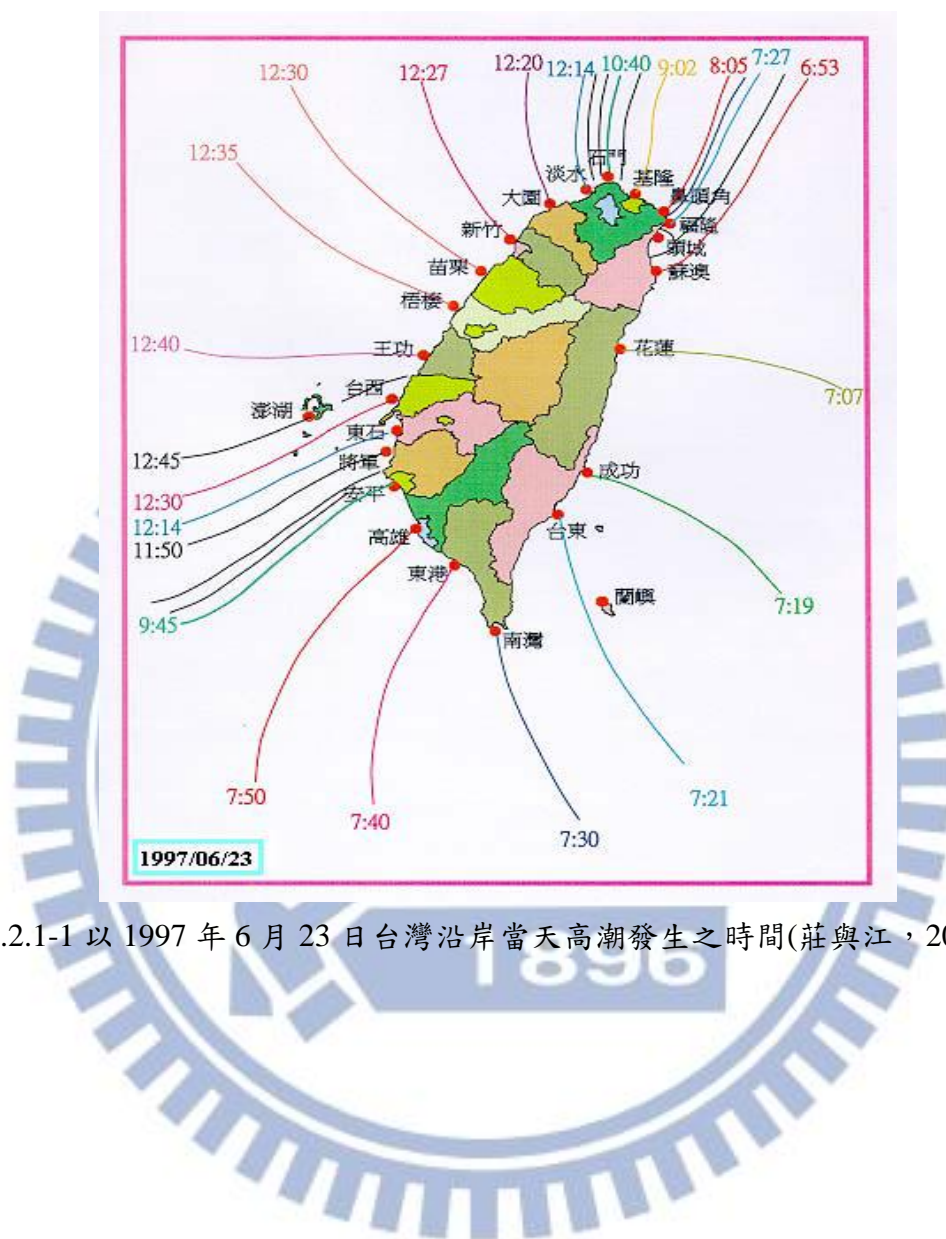 12:30
12:27
12:20
12:14
10:40
9:02
8:05
7:27
6:53
12:35
石門
淡水
基隆
大園
鼻頭角
福隆
新竹
頭城
苗栗
蘇澳
梧棲
12:40
王功
花蓮
7:07
台西
澎湖
東石
12:45
將軍
成功
12:30
安平
12:14
11:50
高雄
台東
東港
蘭嶼
7:19
9:45
南灣
7:50
7:21
7:40
7:30
1997/06/23
.2.1-1 以 1997 年 6 月 23 日台灣沿岸當天高潮發生之時間(莊與江，20
1896